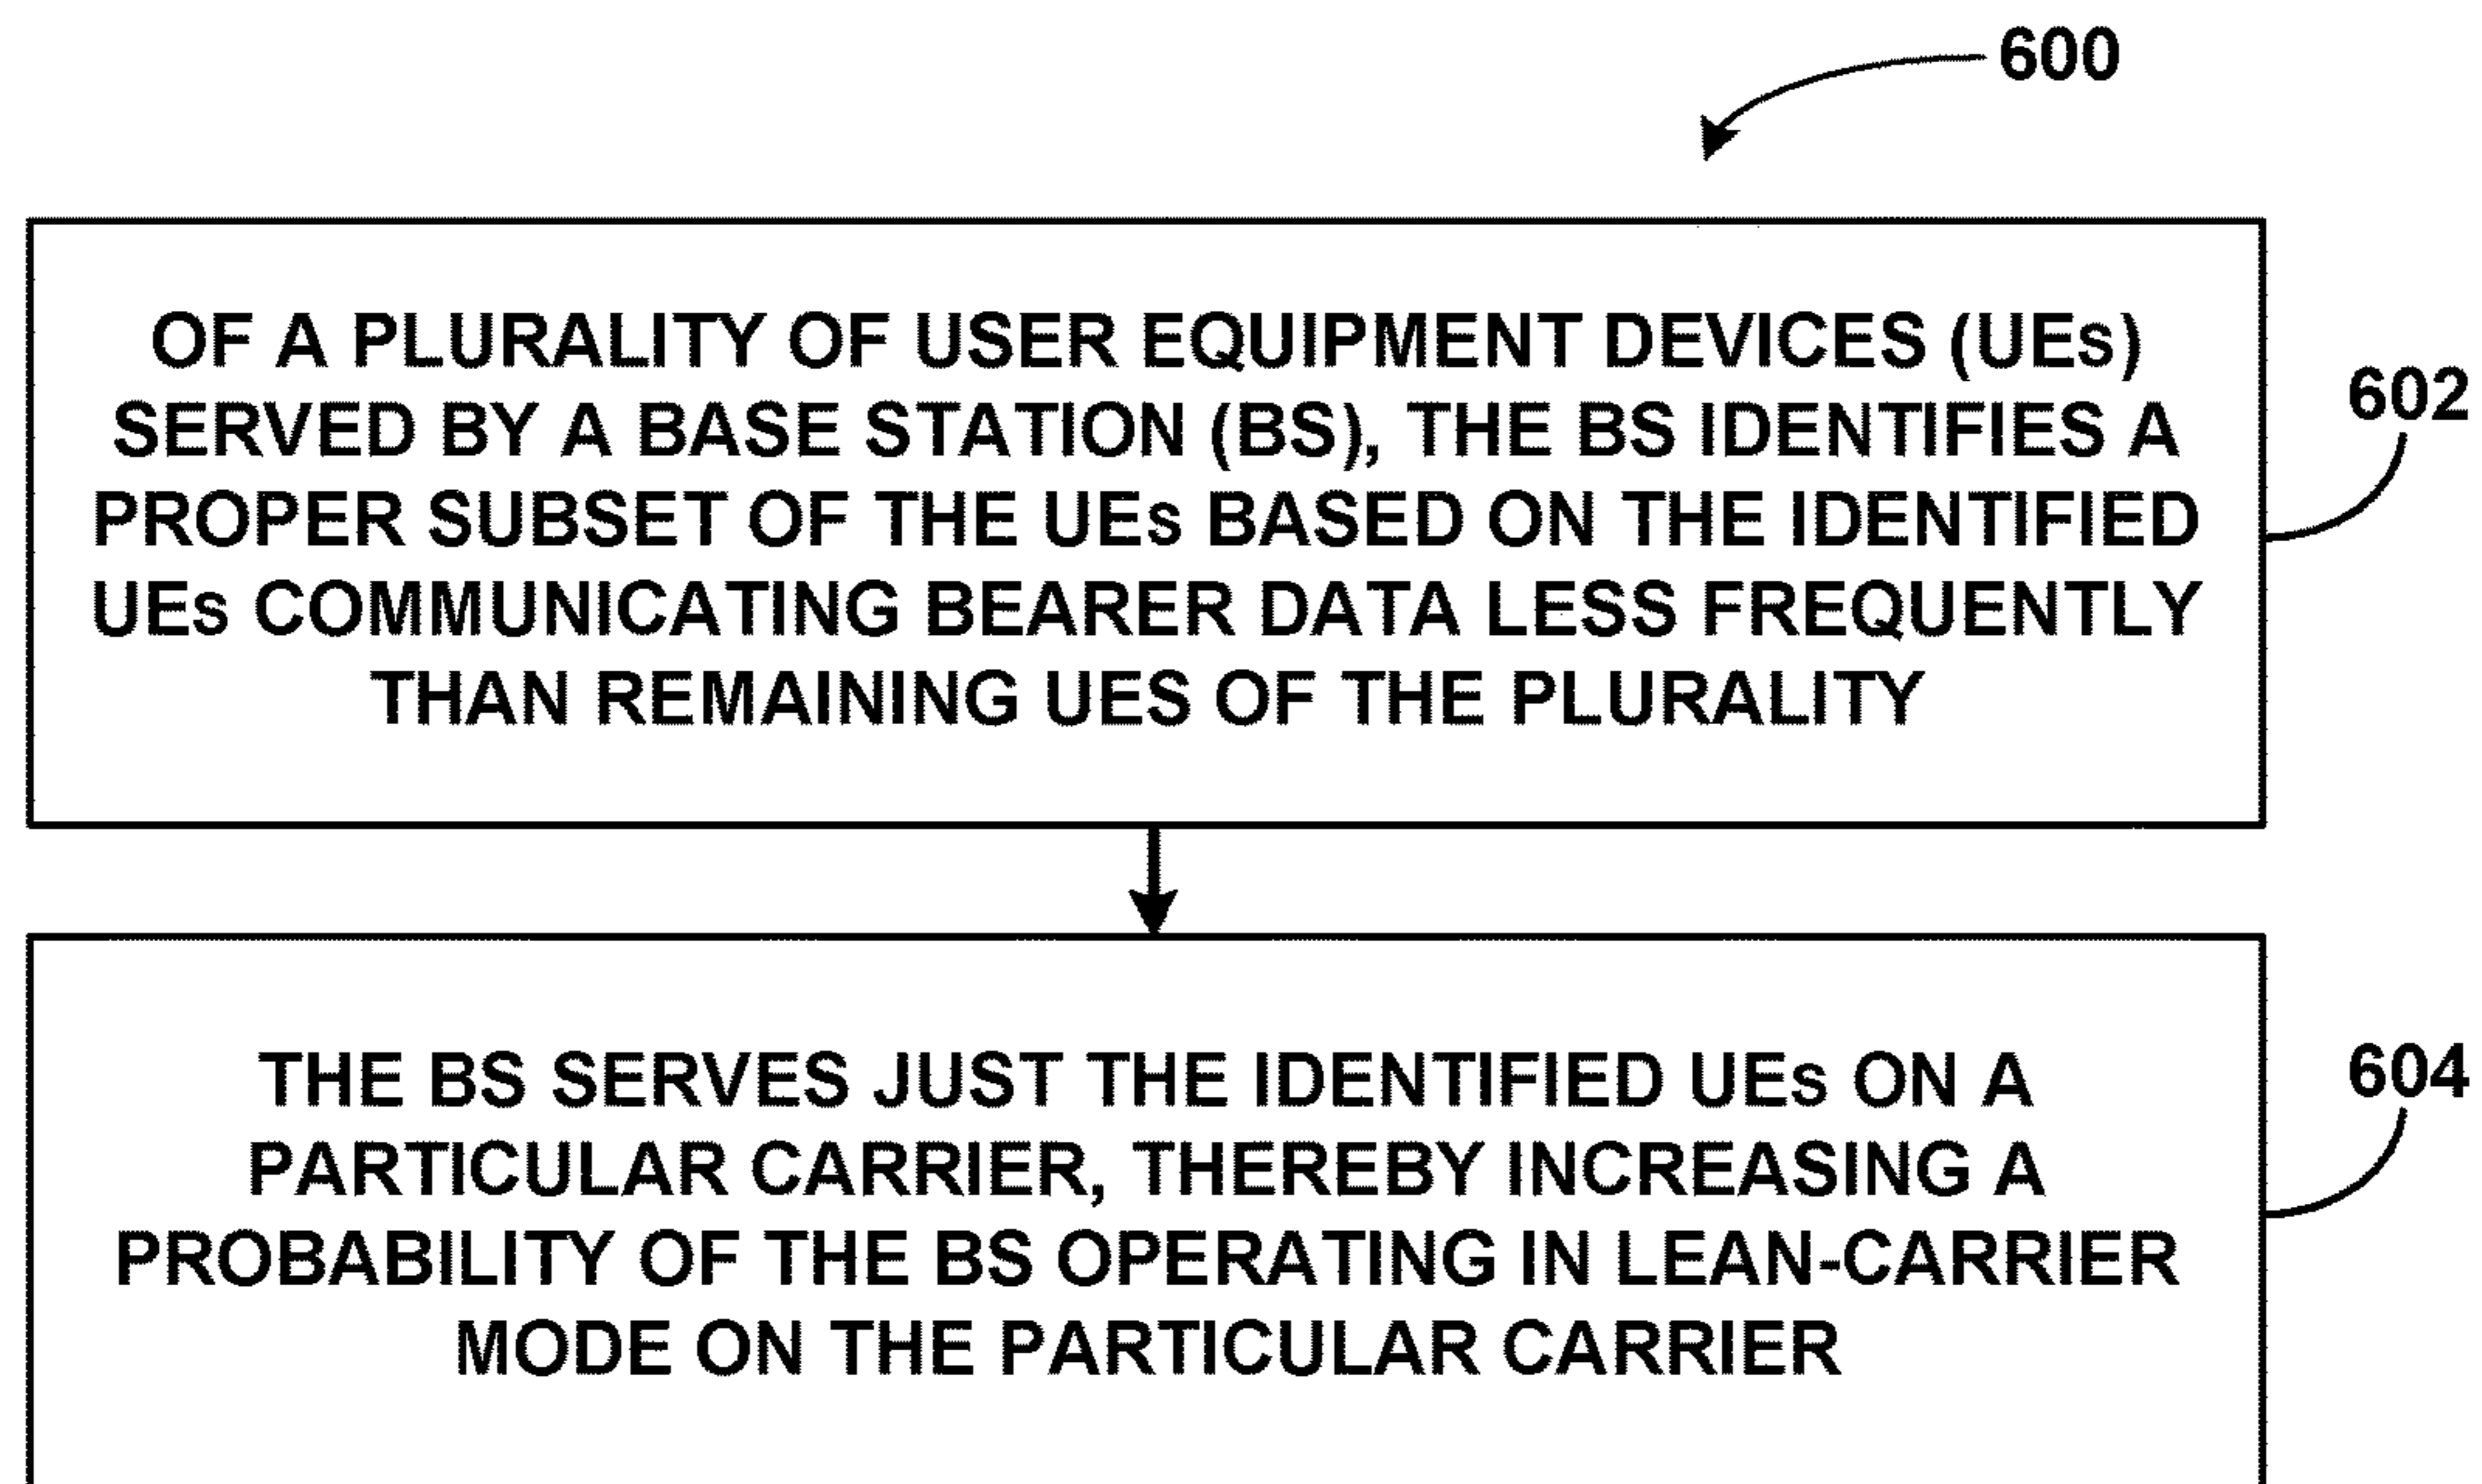 600
OF A PLURALITY OF USER EQUIPMENT DEVICES (UEs)
SERVED BY A BASE STATION (BS), THE BS IDENTIFIES A
PROPER SUBSET OF THE UEs BASED ON THE IDENTIFIED
UEs COMMUNICATING BEARER DATA LESS FREQUENTLY
THAN REMAINING UES OF THE PLURALITY
602
THE BS SERVES JUST THE IDENTIFIED UEs ON A
PARTICULAR CARRIER, THEREBY INCREASING A
PROBABILITY OF THE BS OPERATING IN LEAN-CARRIER
MODE ON THE PARTICULAR CARRIER
604